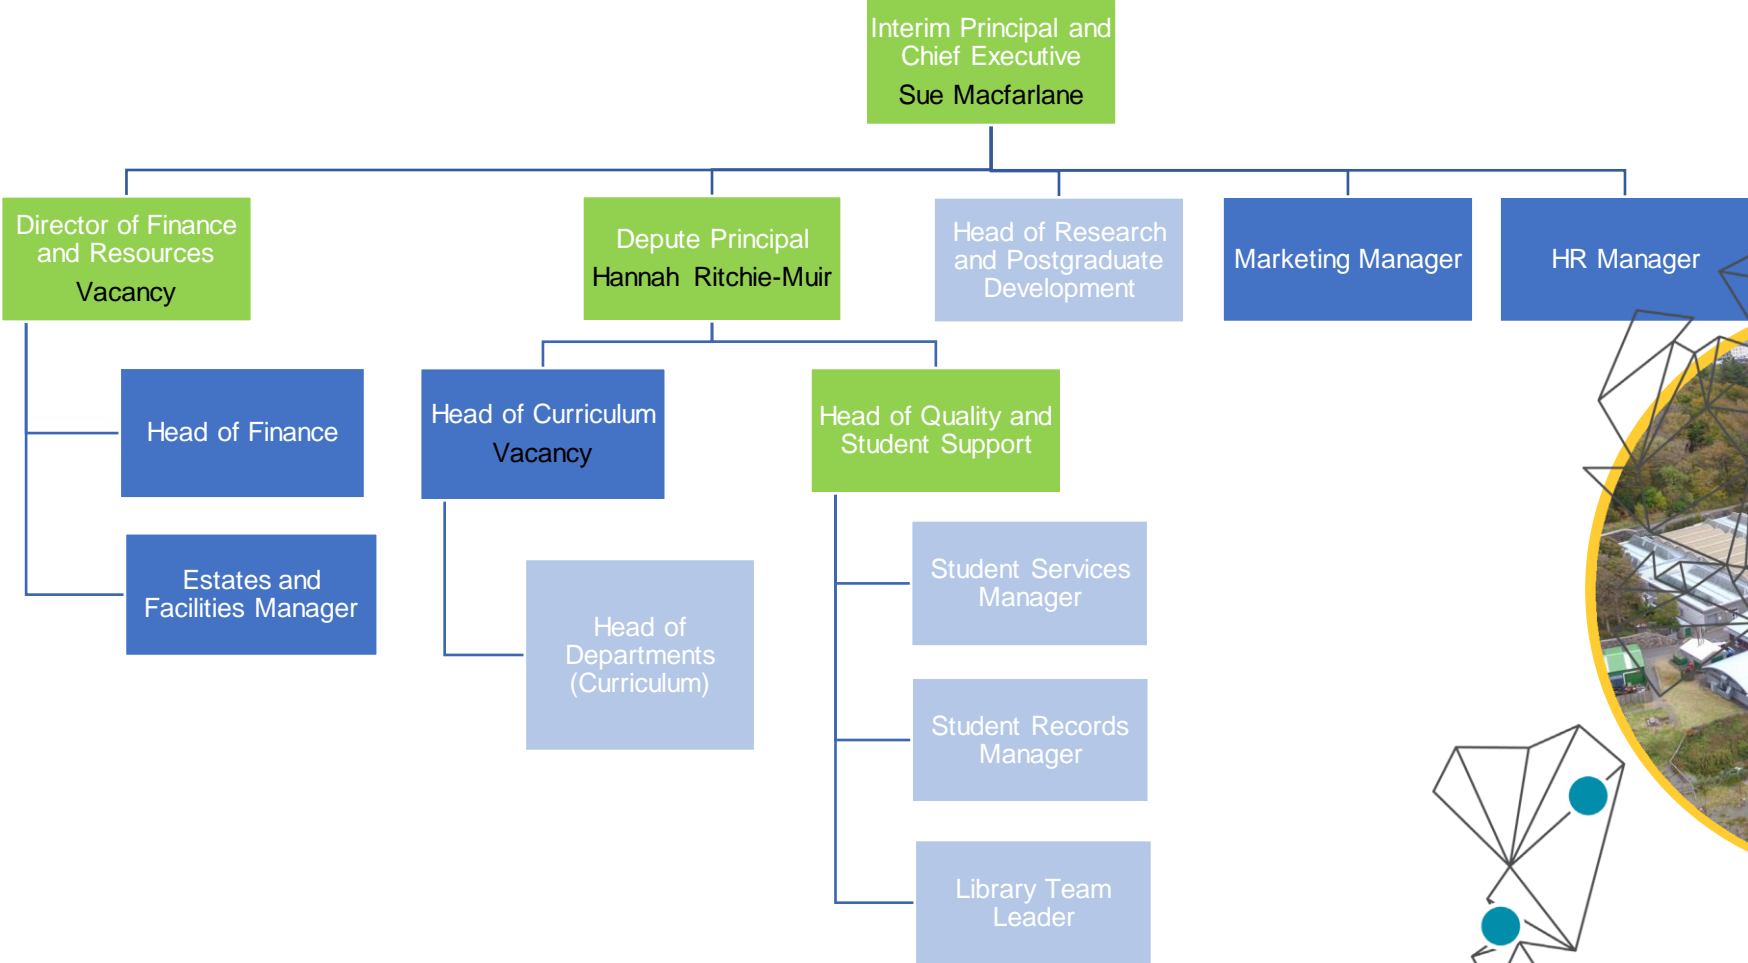 Interim Principal and
Chief Executive
Sue Macfarlane
Director of Finance
and Resources
Vacancy
Depute Principal
Hannah Ritchie-Muir
Head of Research
and Postgraduate
Development
Marketing Manager
HR Manager
Head of Finance
Head of Curriculum
Vacancy
Head of Quality and
Student Support
Estates and
Facilities Manager
Head of
Departments
(Curriculum)
Student Services
Manager
Student Records
Manager
Library Team
Leader